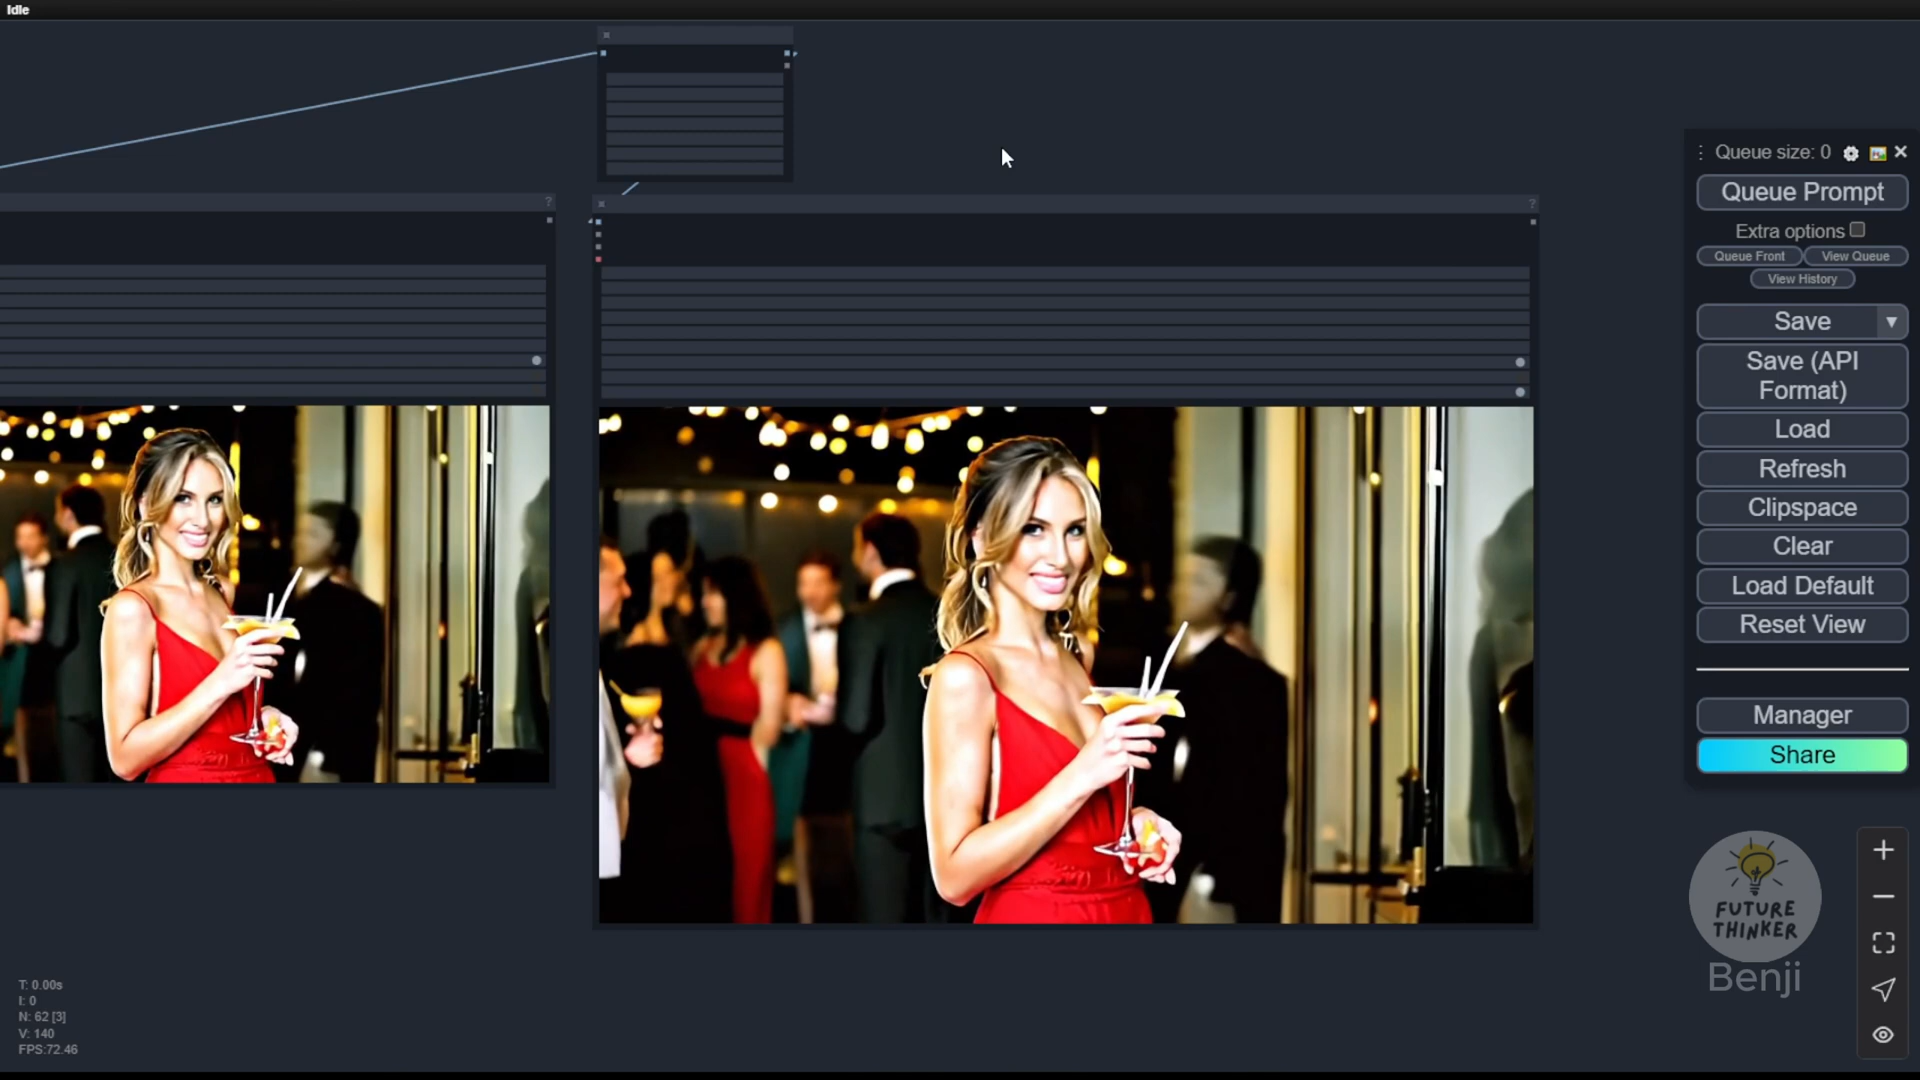 Idle
?
?
Queue size: 0
Queue Prompt
Extra options
Queue Front
View Queue
View History
Save
Save (API
Format)
Load
Refresh
Clipspace
Clear
Load Default
Reset View
Manager
Share
FUTURE
THINKER
Benji
T: 0.00s
I: 0
N: 62 [3]
V: 140
FPS:72.46